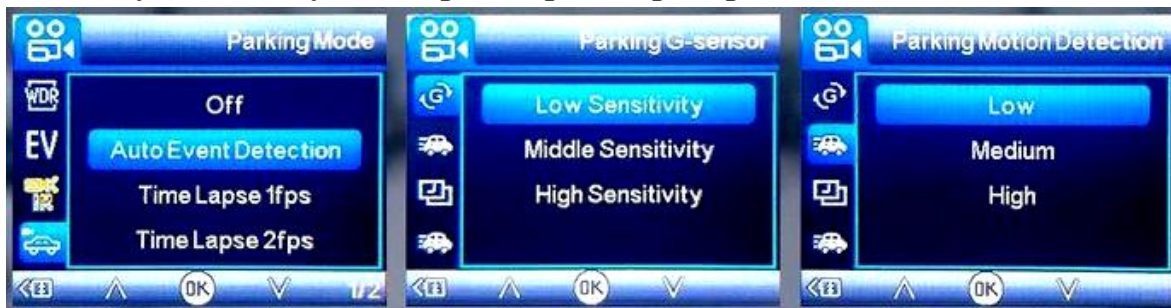 Parking Mode
WDR
Off
EV
Auto Event Detection
Time Lapse 1fps
IR
Time Lapse 2fps
OK
1/2
Parking G-sensor
G
Low Sensitivity
Middle Sensitivity
High Sensitivity
OK
Parking Motion Detection
G
Low
Medium
High
OK